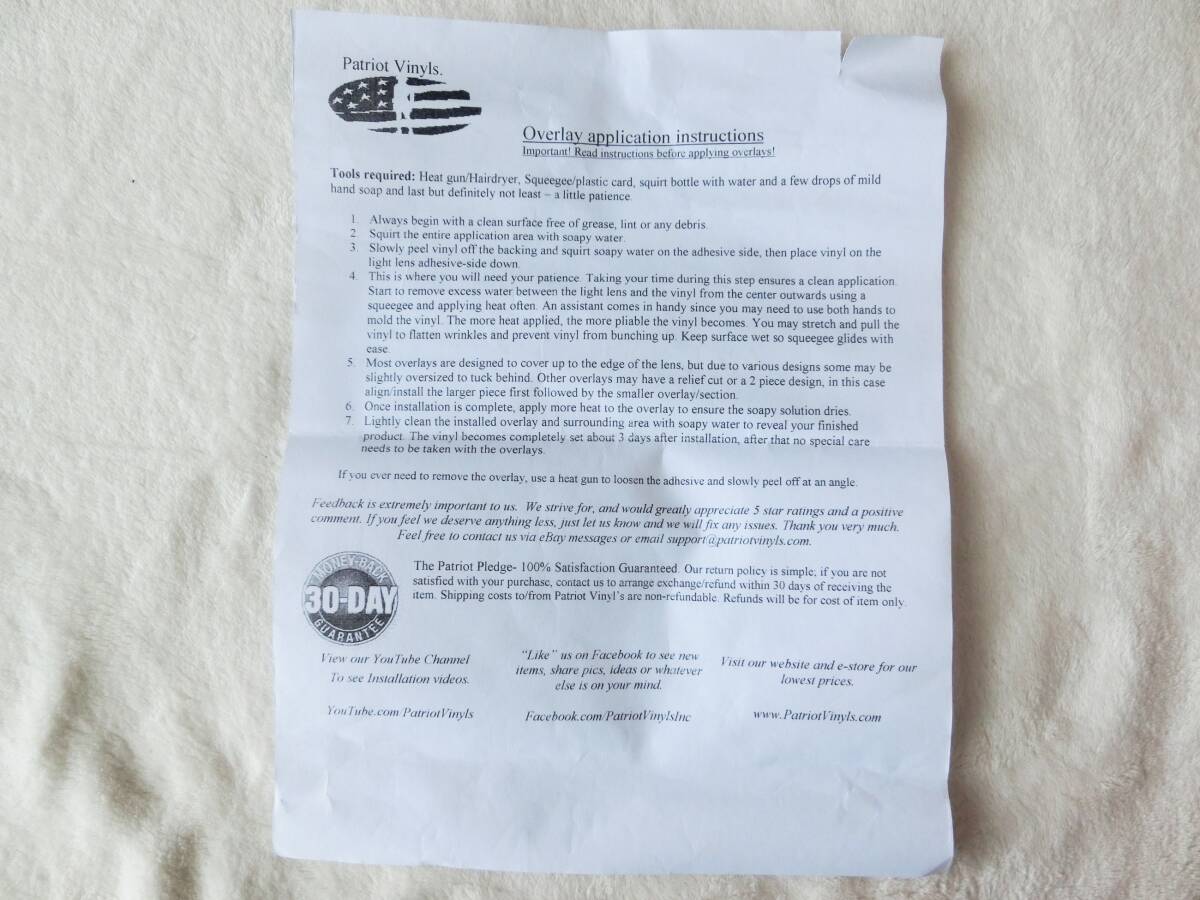 Patriot Vinyls.
Overlay application instructions
Important! Read instructions before applying overlays!
Tools required: Heat gun/Hairdryer, Squeegee/plastic card, squirt bottle with water and a few drops of mild
hand soap and last but definitely not least – a little patience.
1. Always begin with a clean surface free of grease, lint or any debris.
2. Squirt the entire application area with soapy water.
3. Slowly peel vinyl off the backing and squirt soapy water on the adhesive side, then place vinyl on the
light lens adhesive-side down.
4. This is where you will need your patience. Taking your time during this step ensures a clean application.
Start to remove excess water between the light lens and the vinyl from the center outwards using a
squeegee and applying heat often. An assistant comes in handy since you may need to use both hands to
mold the vinyl. The more heat applied, the more pliable the vinyl becomes. You may stretch and pull the
vinyl to flatten wrinkles and prevent vinyl from bunching up. Keep surface wet so squeegee glides with
ease.
5. Most overlays are designed to cover up to the edge of the lens, but due to various designs some may be
slightly oversized to tuck behind. Other overlays may have a relief cut or a 2 piece design, in this case
align/install the larger piece first followed by the smaller overlay/section.
6. Once installation is complete, apply more heat to the overlay to ensure the soapy solution dries.
7. Lightly clean the installed overlay and surrounding area with soapy water to reveal your finished
product. The vinyl becomes completely set about 3 days after installation, after that no special care
needs to be taken with the overlays.
If you ever need to remove the overlay, use a heat gun to loosen the adhesive and slowly peel off at an angle.
Feedback is extremely important to us. We strive for, and would greatly appreciate 5 star ratings and a positive
comment. If you feel we deserve anything less, just let us know and we will fix any issues. Thank you very much.
Feel free to contact us via eBay messages or email support@patriotvinyls.com.
MONEY-BACK
30-DAY
GUARANTEE
The Patriot Pledge- 100% Satisfaction Guaranteed. Our return policy is simple; if you are not
satisfied with your purchase, contact us to arrange exchange/refund within 30 days of receiving the
item. Shipping costs to/from Patriot Vinyl's are non-refundable. Refunds will be for cost of item only.
View our YouTube Channel
To see Installation videos.
YouTube.com/PatriotVinyls
"Like" us on Facebook to see new
items, share pics, ideas or whatever
else is on your mind.
Facebook.com/PatriotVinylsInc
Visit our website and e-store for our
lowest prices.
www.PatriotVinyls.com